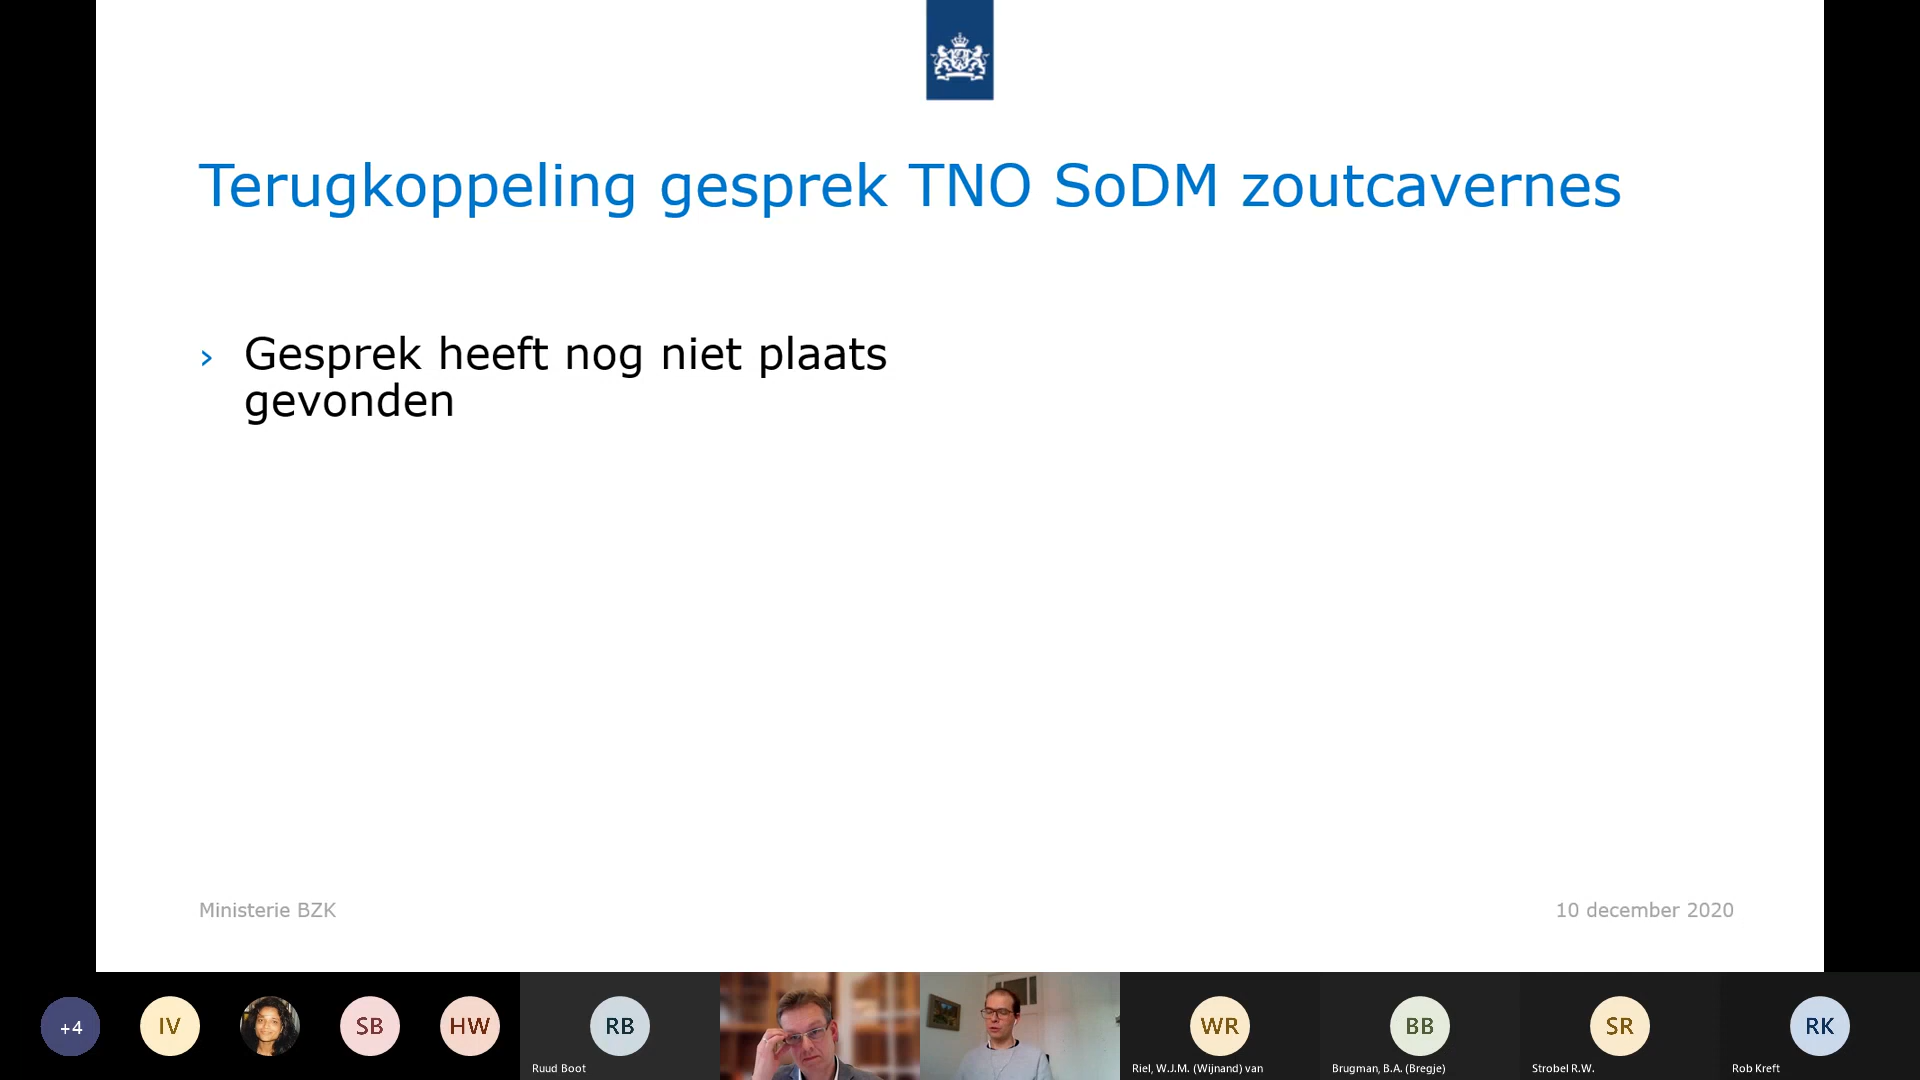 Terugkoppeling gesprek TNO SoDM zoutcavernes
› Gesprek heeft nog niet plaats
gevonden
Ministerie BZK
10 december 2020
+4
IV
SB
HW
RB
WR
BB
SR
RK
Ruud Boot
Riel, W.J.M. (Wijnand) van
Brugman, B.A. (Bregje)
Strobel R.W.
Rob Kreft